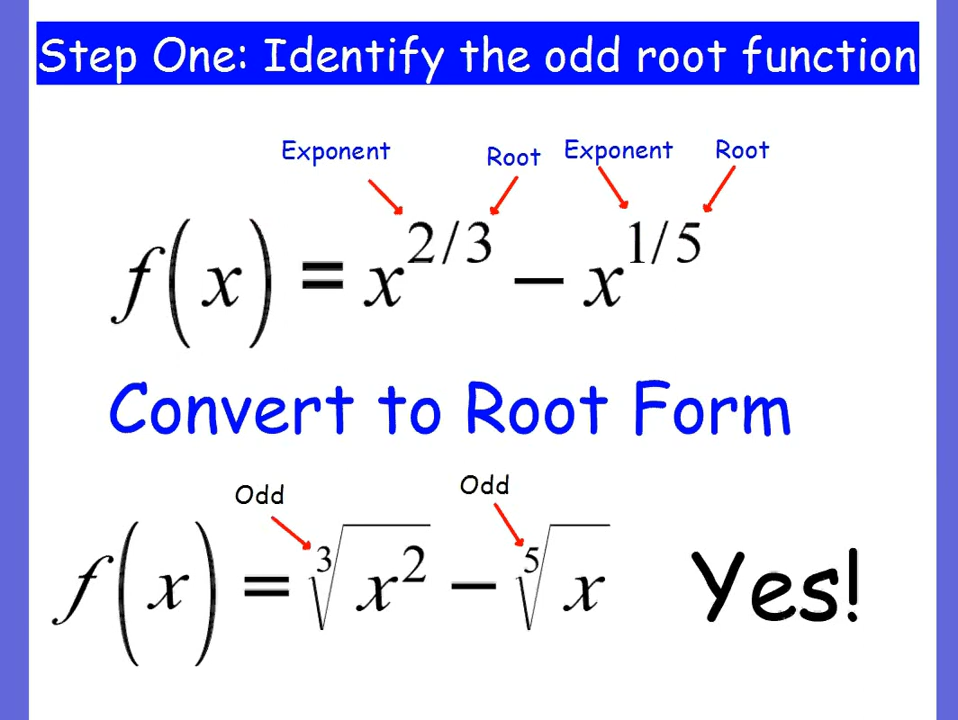 Step One: Identify the odd root function
Exponent Root Exponent Root
f(x) = x^{2/3} − x^{1/5}
Convert to Root Form
Odd Odd
f(x) = ∛x² − ⁵√x Yes!